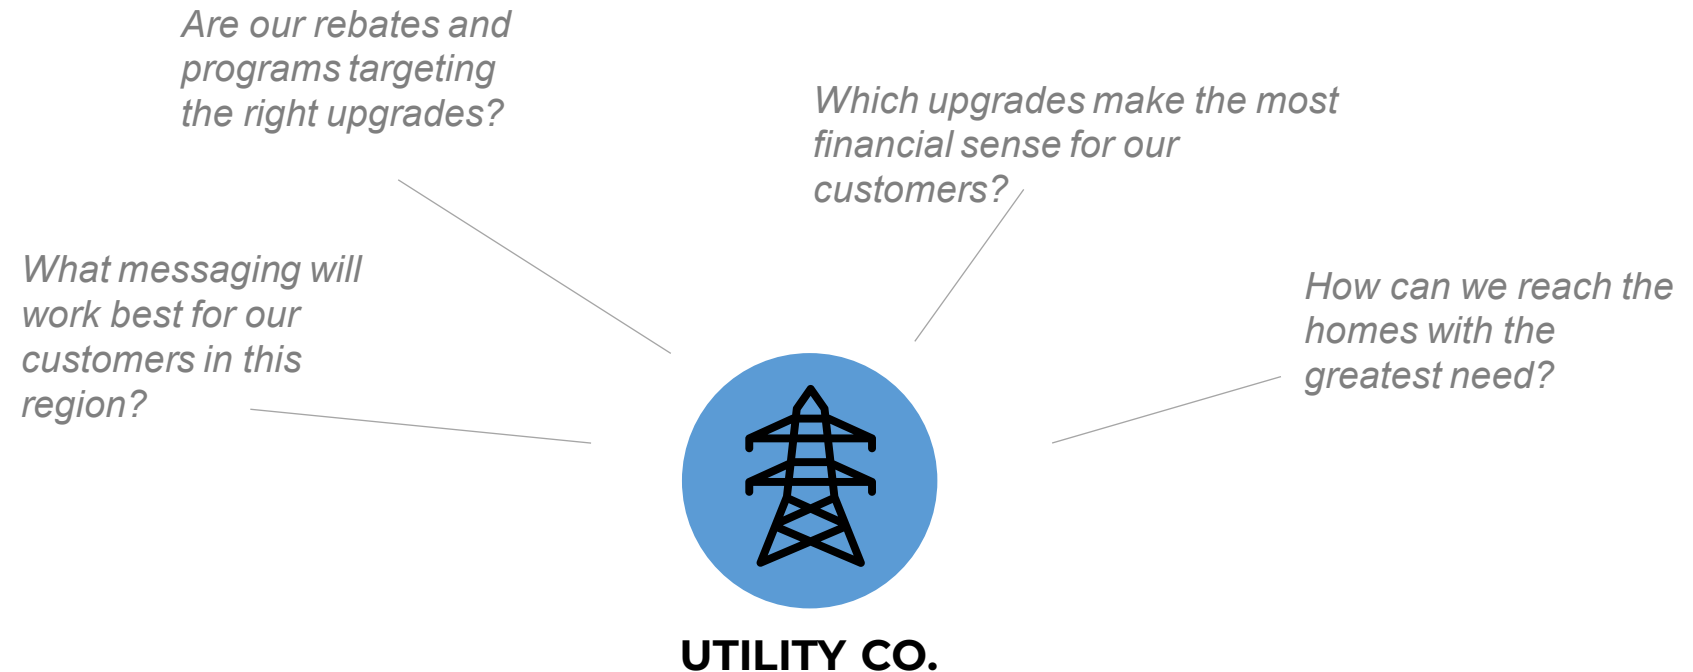 Are our rebates and
programs targeting
the right upgrades?
Which upgrades make the most
financial sense for our
customers?
What messaging will
work best for our
customers in this
region?
How can we reach the
homes with the
greatest need?
UTILITY CO.